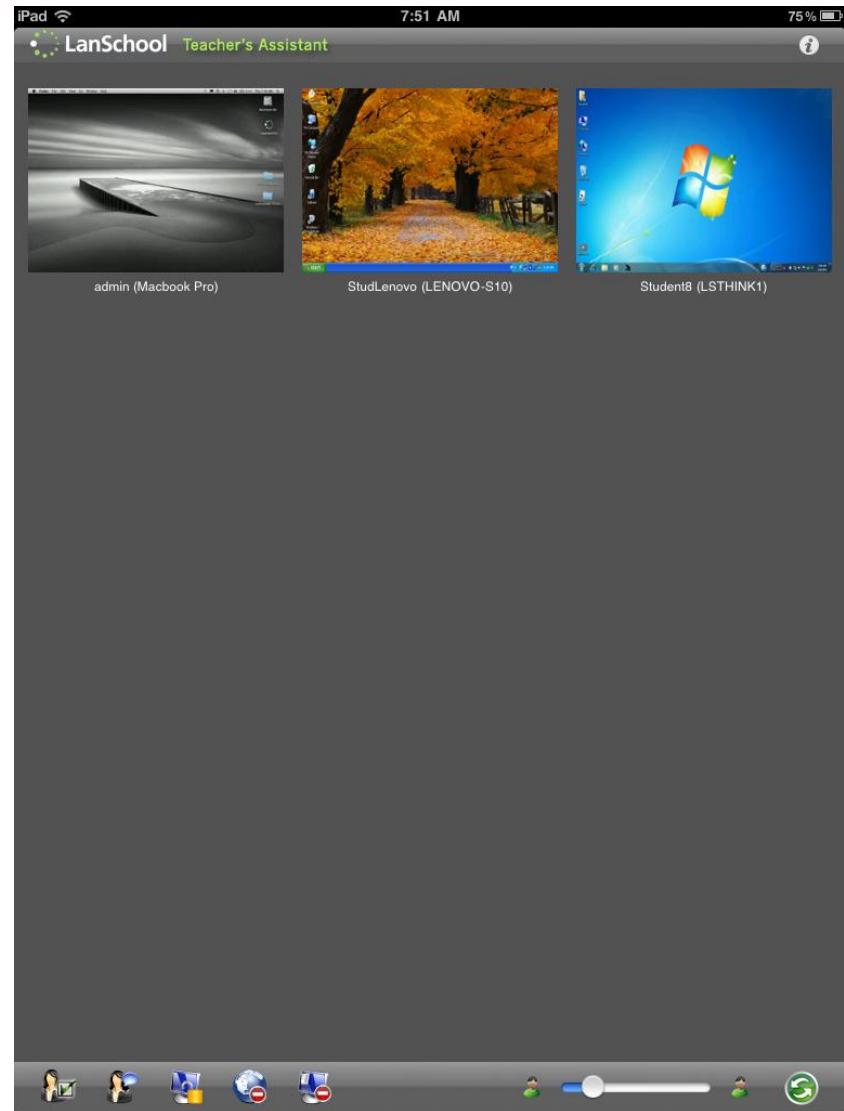 iPad 7:51 AM 75%
LanSchool Teacher's Assistant
admin (Macbook Pro) StudLenovo (LENOVO-S10) Student8 (LSTHINK1)